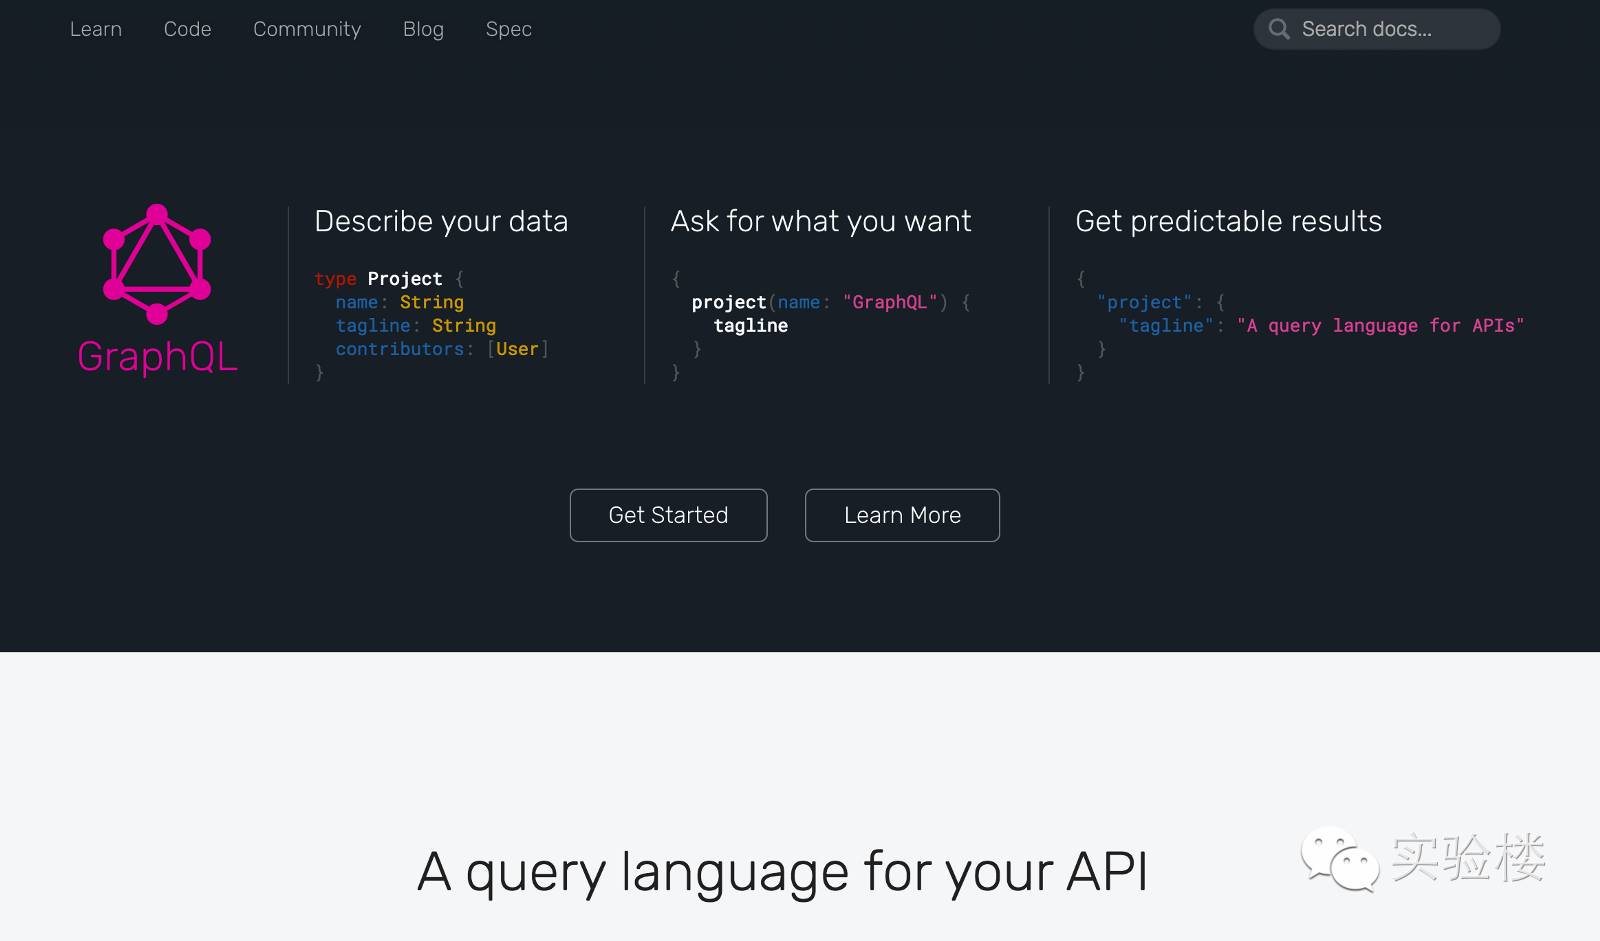 Learn Code Community Blog Spec Search docs...
GraphQL
Describe your data
type Project {
  name: String
  tagline: String
  contributors: [User]
}
Ask for what you want
{
  project(name: "GraphQL") {
    tagline
  }
}
Get predictable results
{
  "project": {
    "tagline": "A query language for APIs"
  }
}
Get Started Learn More
A query language for your API
实验楼